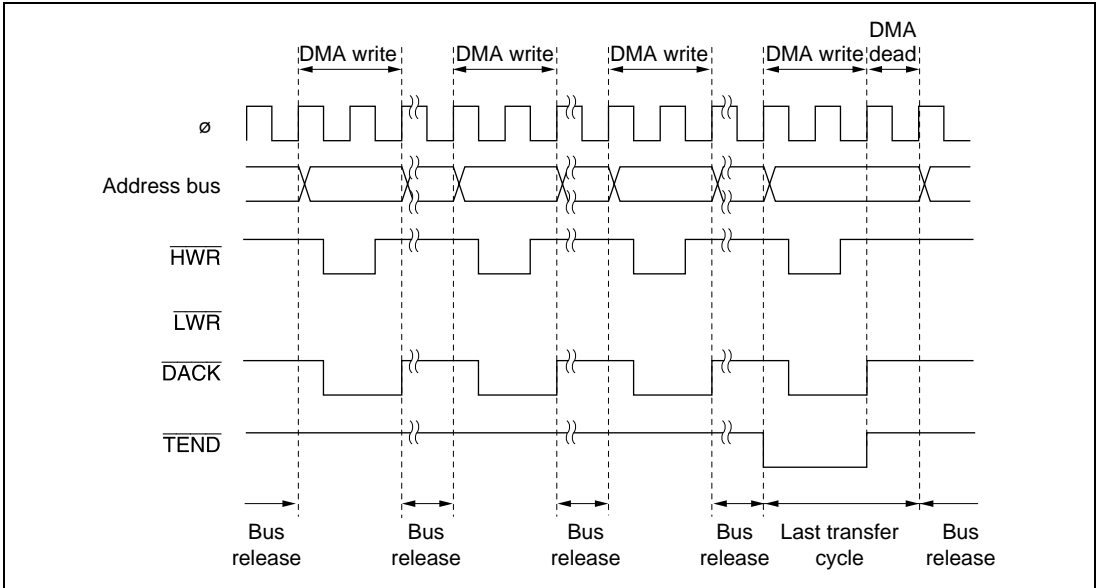 DMA
DMA write DMA write DMA write DMA write dead
ø
Address bus
HWR
LWR
DACK
TEND
Bus release Bus release Bus release Bus release Last transfer cycle Bus release